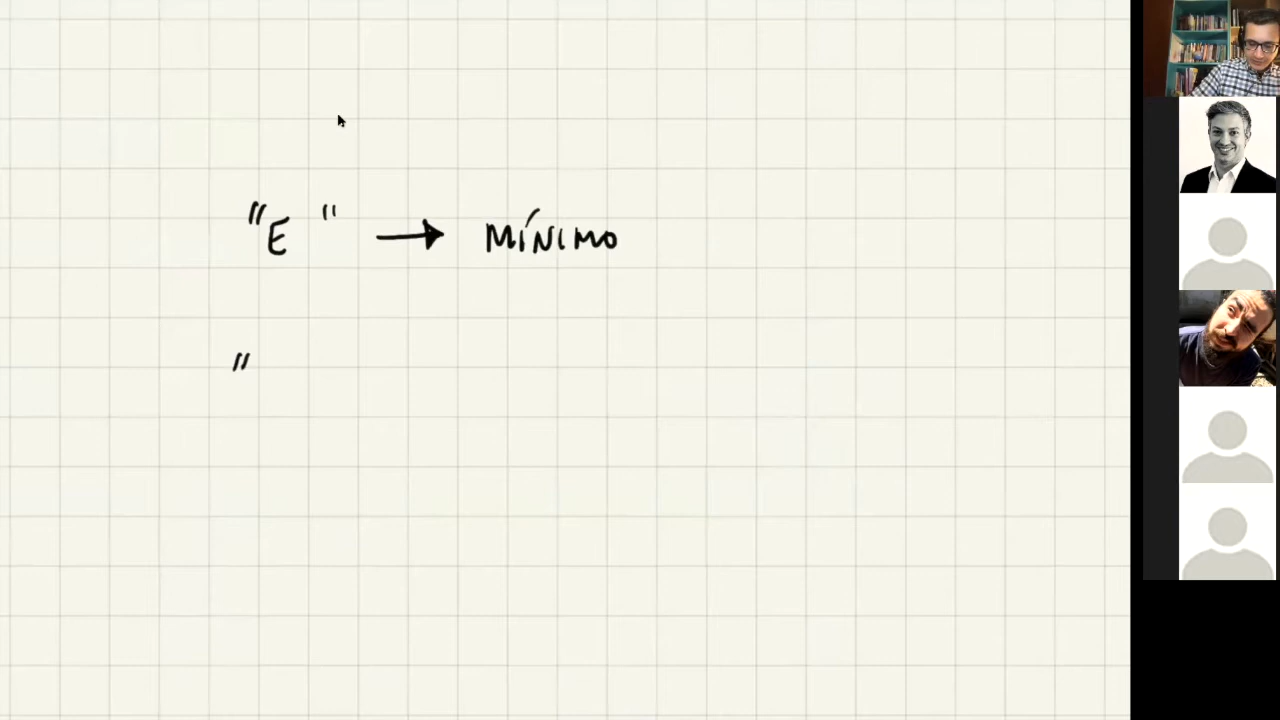 "E " → MÍNIMO
"